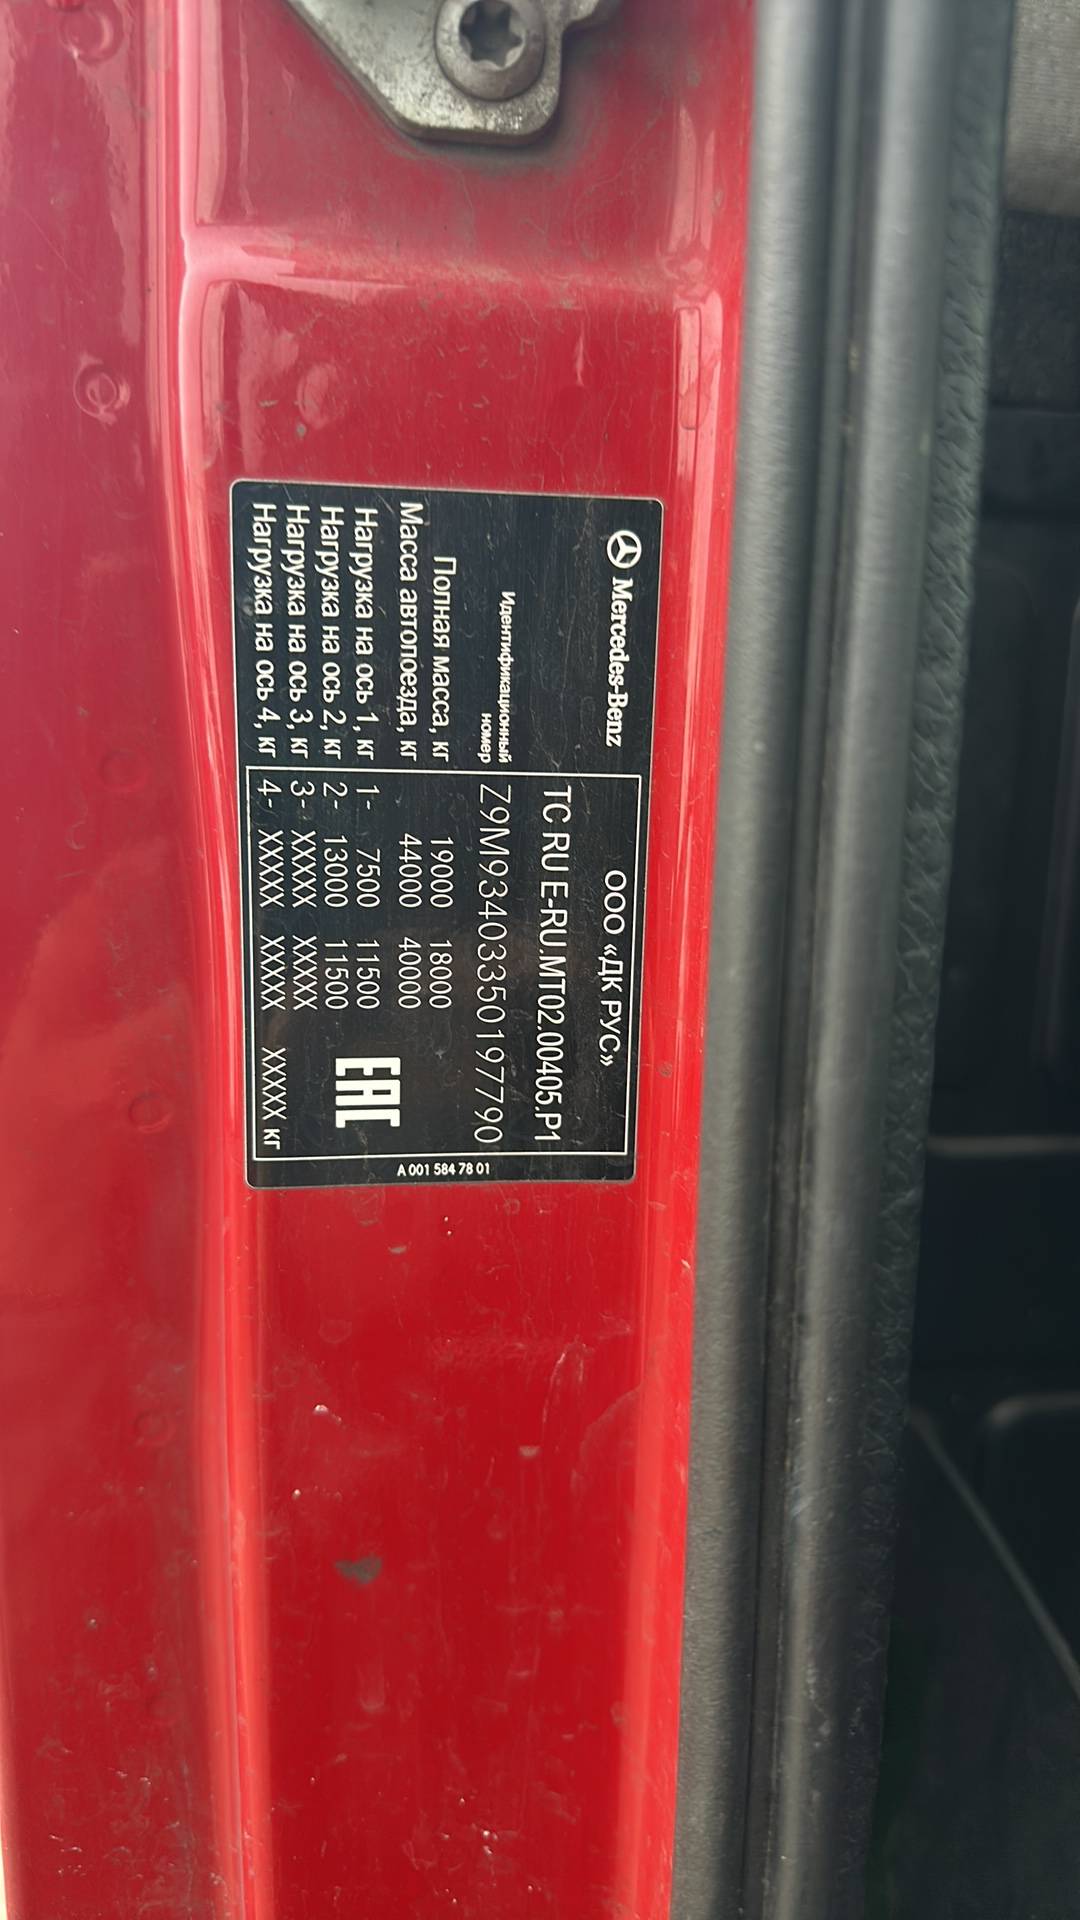 Mercedes-Benz
ООО «ДК РУС»
ТС RU Е-RU.МТ02.00405.Р1
Идентификационный
номер
Z9M93403350197790
Полная масса, кг 19000 18000
Масса автопоезда, кг 44000 40000
Нагрузка на ось 1, кг 1- 7500 11500
Нагрузка на ось 2, кг 2- 13000 11500
Нагрузка на ось 3, кг 3- XXXXX XXXXX
Нагрузка на ось 4, кг 4- XXXXX XXXXX XXXXX кг
ЕАС
A 001 584 78 01